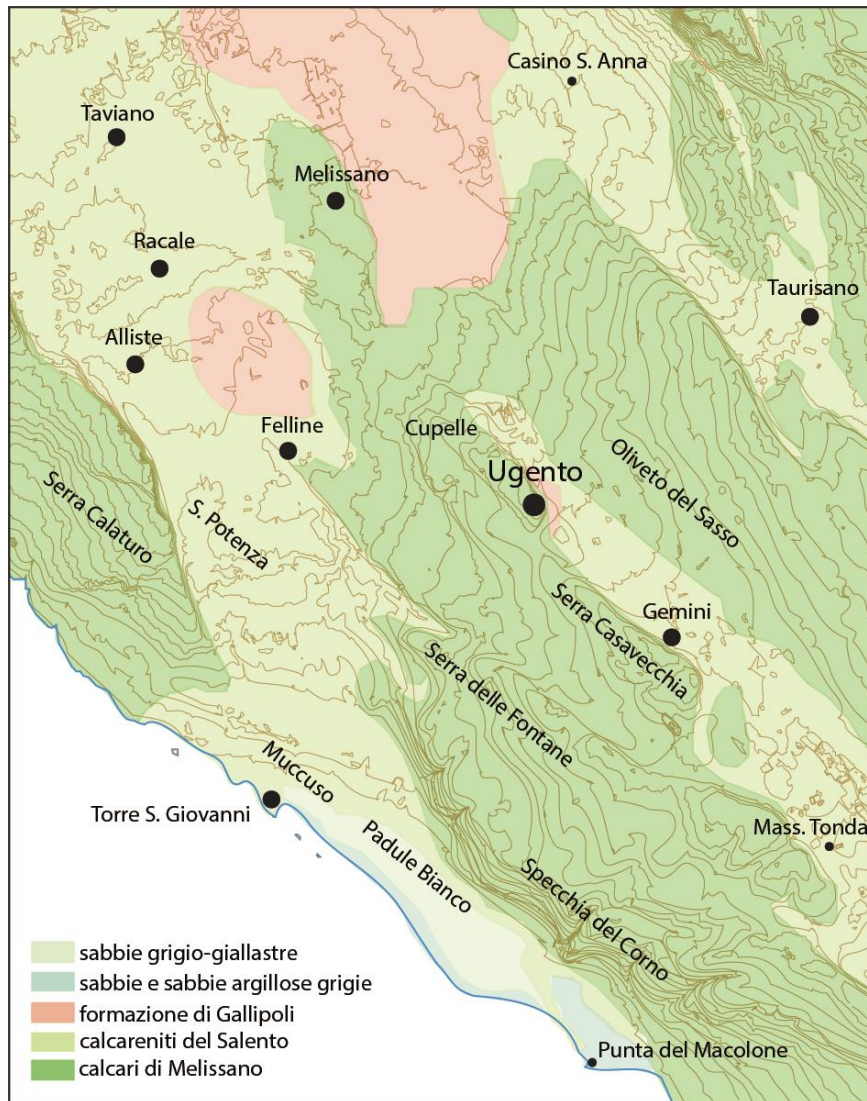 Casino S. Anna
Taviano
Melissano
Racale
Taurisano
Alliste
Felline
Cupelle
Ugento
Oliveto del Sasso
Serra Calaturo
S. Potenza
Gemini
Serra Casavecchia
Serra delle Fontane
Muccuso
Torre S. Giovanni
Padule Bianco
Mass. Tonda
Specchia del Corno
sabbie grigio-giallastre
sabbie e sabbie argillose grigie
formazione di Gallipoli
calcareniti del Salento
calcari di Melissano
Punta del Macolone